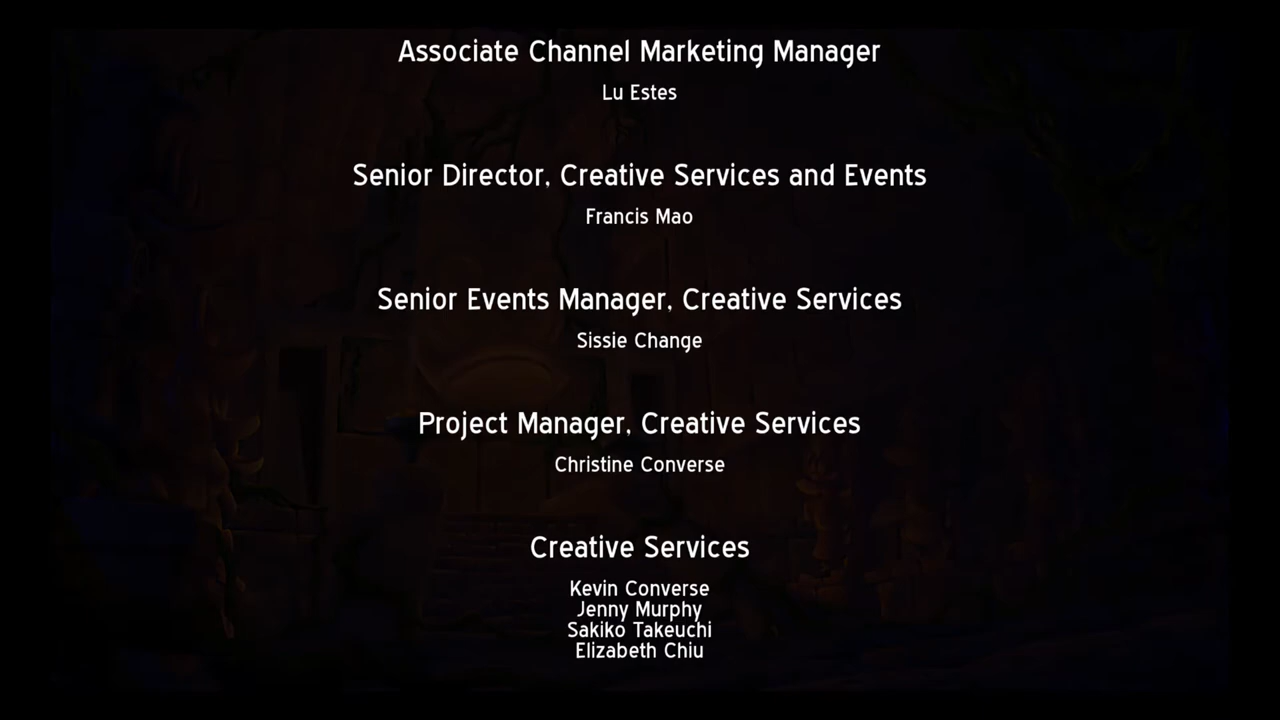 Associate Channel Marketing Manager
Lu Estes
Senior Director, Creative Services and Events
Francis Mao
Senior Events Manager, Creative Services
Sissie Change
Project Manager, Creative Services
Christine Converse
Creative Services
Kevin Converse
Jenny Murphy
Sakiko Takeuchi
Elizabeth Chiu